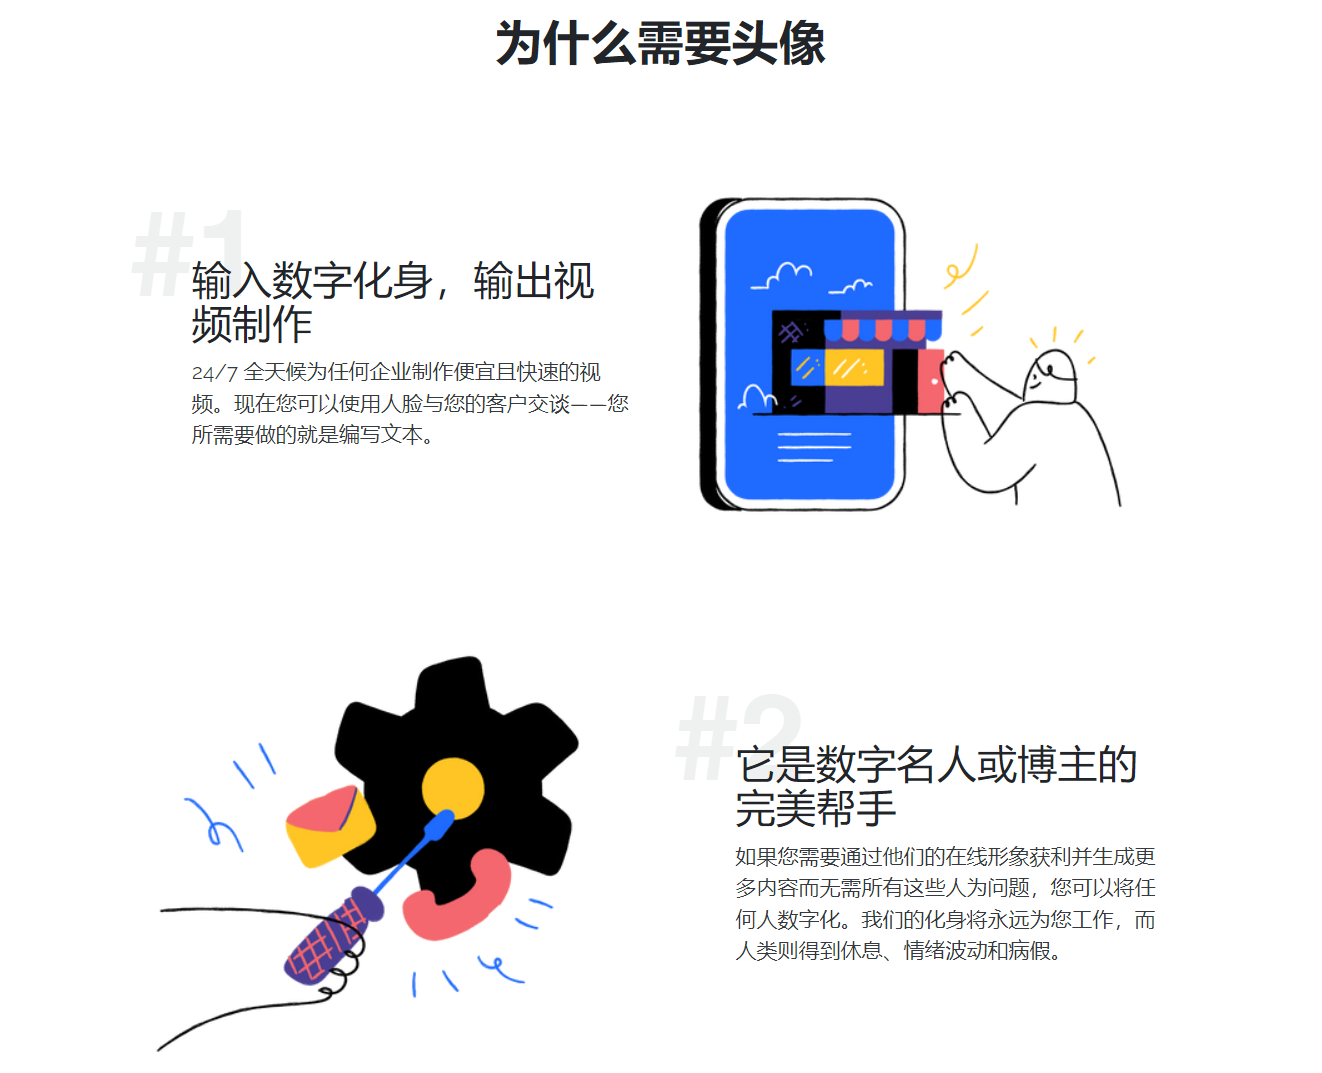 为什么需要头像
#1
输入数字化身，输出视
频制作
24/7 全天候为任何企业制作便宜且快速的视
频。现在您可以使用人脸与您的客户交谈——您
所需要做的就是编写文本。
#2
它是数字名人或博主的
完美帮手
如果您需要通过他们的在线形象获利并生成更
多内容而无需所有这些人为问题，您可以将任
何人数字化。我们的化身将永远为您工作，而
人类则得到休息、情绪波动和病假。